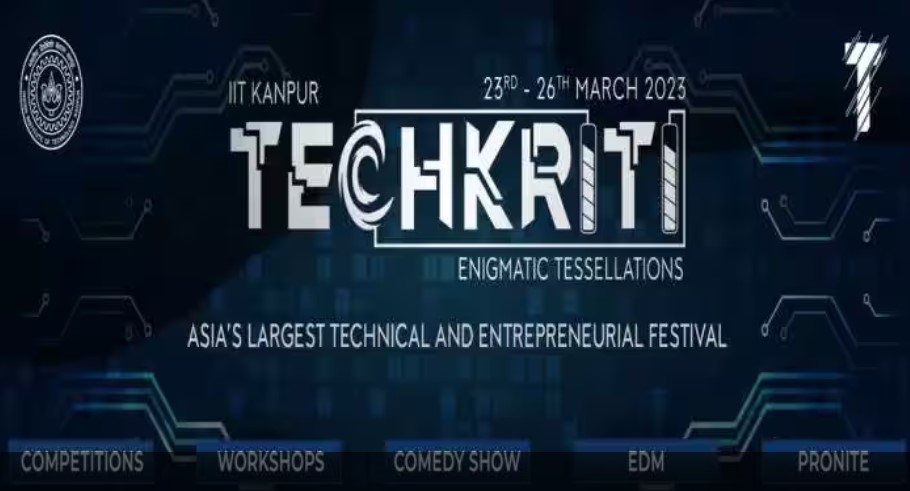 IIT KANPUR
23RD - 26TH MARCH 2023
TECHKRITI
ENIGMATIC TESSELLATIONS
ASIA'S LARGEST TECHNICAL AND ENTREPRENEURIAL FESTIVAL
COMPETITIONS
WORKSHOPS
COMEDY SHOW
EDM
PRONITE